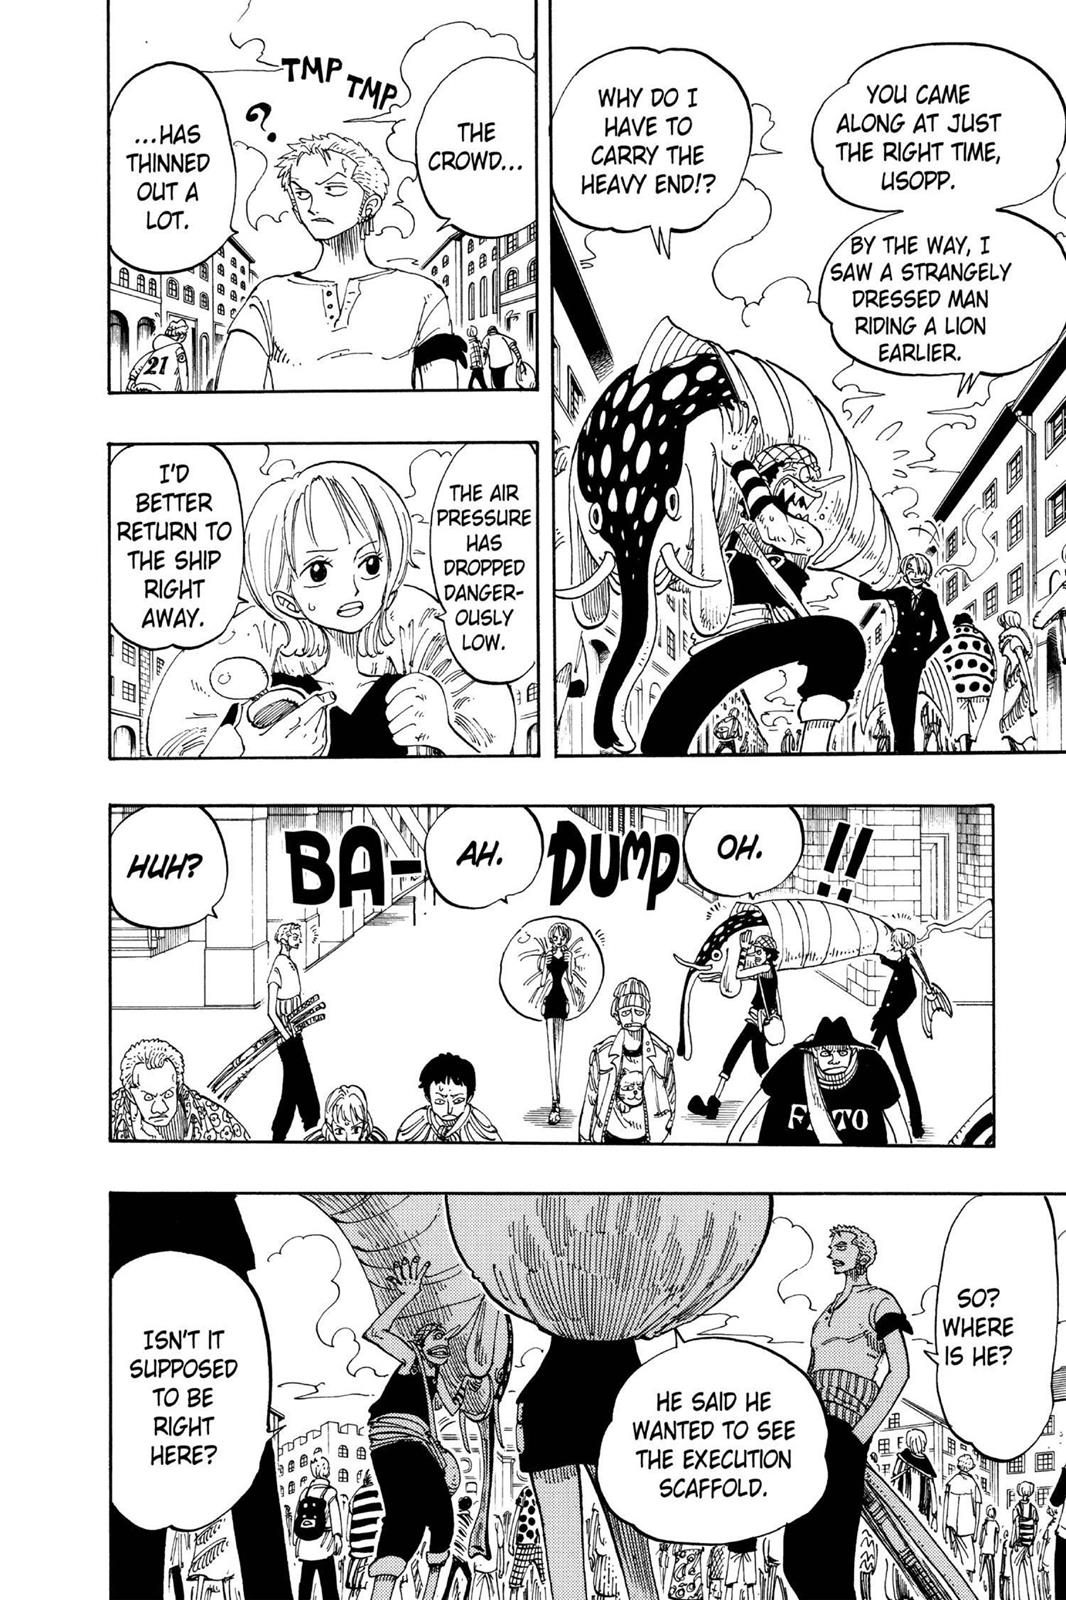 YOU CAME
ALONG AT JUST
THE RIGHT TIME,
USOPP.
BY THE WAY, I
SAW A STRANGELY
DRESSED MAN
RIDING A LION
EARLIER.
WHY DO I
HAVE TO
CARRY THE
HEAVY END!?
TMP TMP
THE
CROWD...
?
...HAS
THINNED
OUT A
LOT.
21
THE AIR
PRESSURE
HAS
DROPPED
DANGER-
OUSLY
LOW.
I'D
BETTER
RETURN TO
THE SHIP
RIGHT
AWAY.
!!
OH.
AH.
HUH?
BA-DUMP
SO?
WHERE
IS HE?
HE SAID HE
WANTED TO SEE
THE EXECUTION
SCAFFOLD.
ISN'T IT
SUPPOSED
TO BE
RIGHT
HERE?